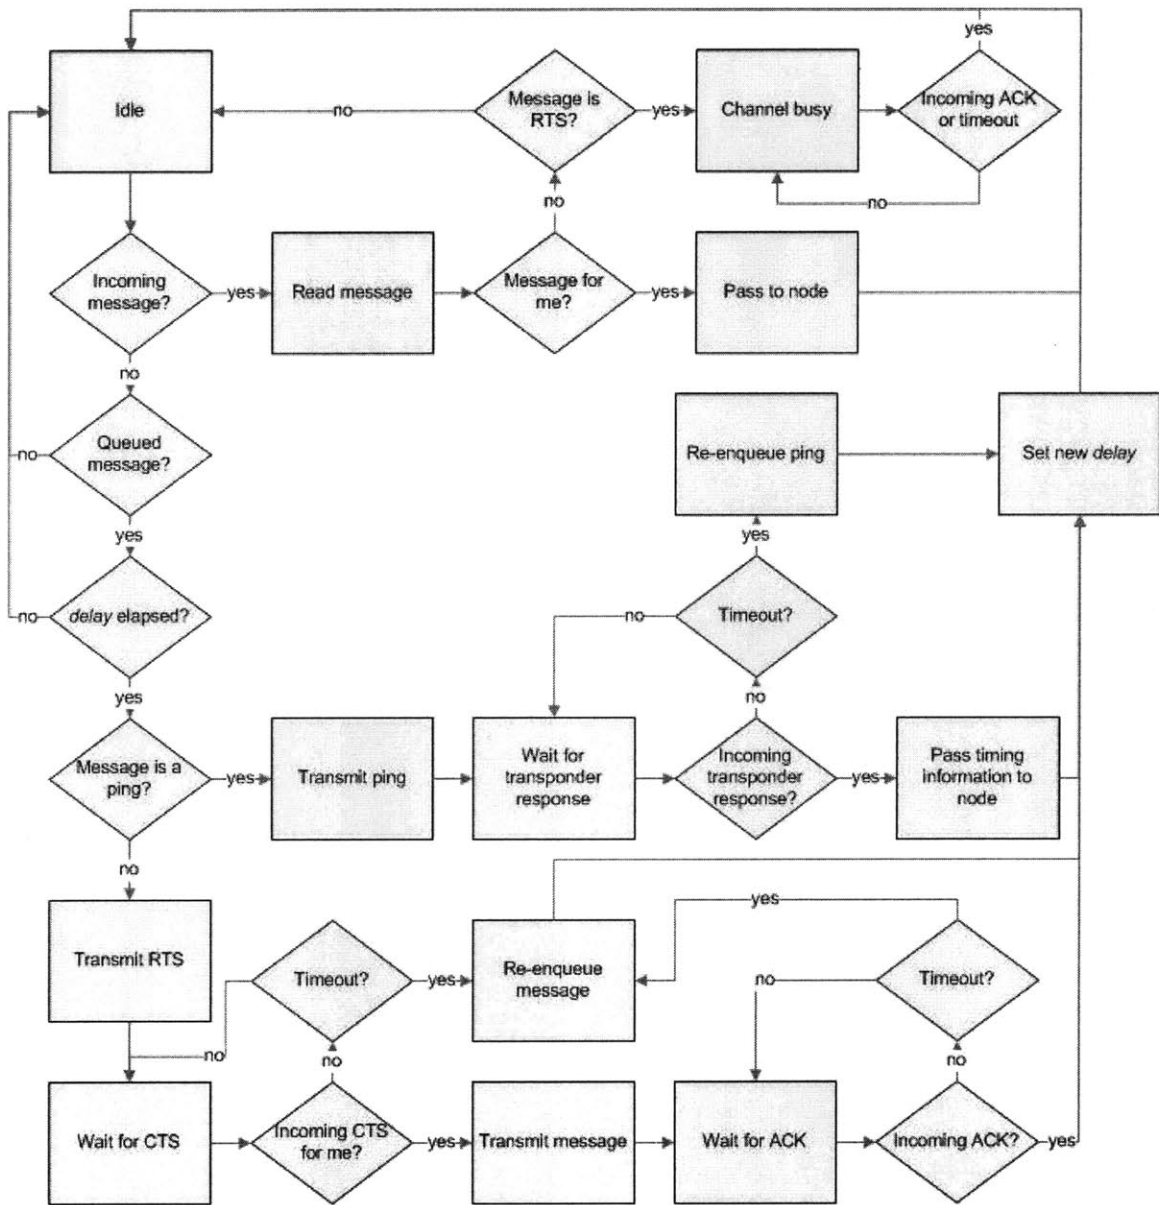 yes
Idle
no
Message is
RTS?
yes
Channel busy
Incoming ACK
or timeout
no
no
Incoming
message?
yes
Read message
Message for
me?
yes
Pass to node
no
Queued
message?
no
Re-enqueue ping
Set new delay
yes
yes
delay elapsed?
no
no
Timeout?
yes
no
Message is a
ping?
yes
Transmit ping
Wait for
transponder
response
Incoming
transponder
response?
yes
Pass timing
information to
node
no
yes
Transmit RTS
Timeout?
yes
Re-enqueue
message
no
Timeout?
no
no
no
Wait for CTS
Incoming CTS
for me?
yes
Transmit message
Wait for ACK
Incoming ACK?
yes